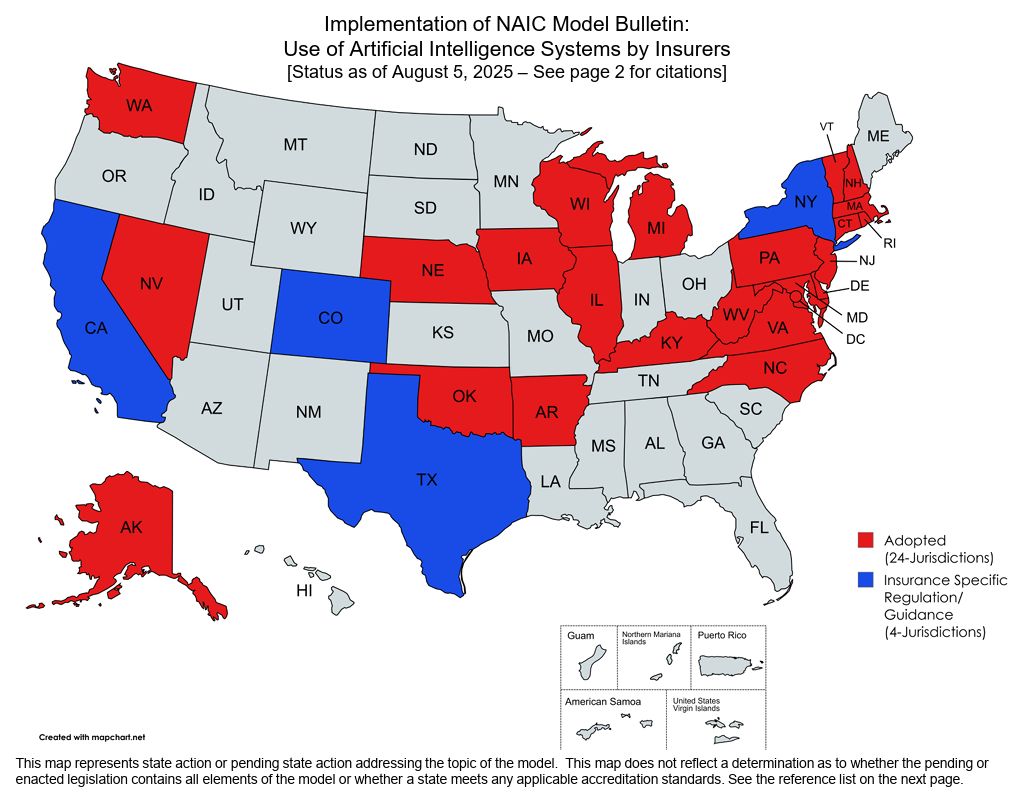 Implementation of NAIC Model Bulletin:
Use of Artificial Intelligence Systems by Insurers
[Status as of August 5, 2025 – See page 2 for citations]
WA
MT
ND
MN
ME
VT
NH
OR
ID
SD
WI
MI
NY
MA
CT
RI
WY
NE
IA
PA
NJ
NV
UT
CO
IL
IN
OH
DE
WV
VA
MD
DC
CA
KS
MO
KY
NC
AZ
NM
OK
AR
TN
SC
MS
AL
GA
TX
LA
FL
AK
HI
Adopted
(24-Jurisdictions)
Insurance Specific
Regulation/
Guidance
(4-Jurisdictions)
Guam
Northern Mariana
Islands
Puerto Rico
American Samoa
United States
Virgin Islands
Created with mapchart.net
This map represents state action or pending state action addressing the topic of the model.  This map does not reflect a determination as to whether the pending or
enacted legislation contains all elements of the model or whether a state meets any applicable accreditation standards. See the reference list on the next page.